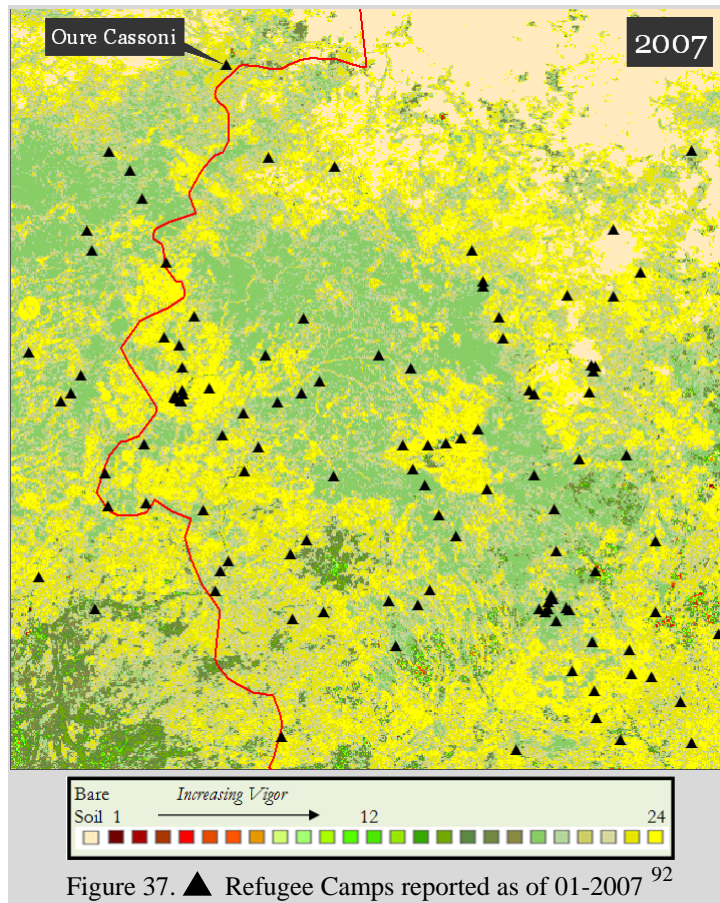 Oure Cassoni
2007
Bare Increasing Vigor
Soil 1 12 24
Figure 37. ▲ Refugee Camps reported as of 01-2007 92